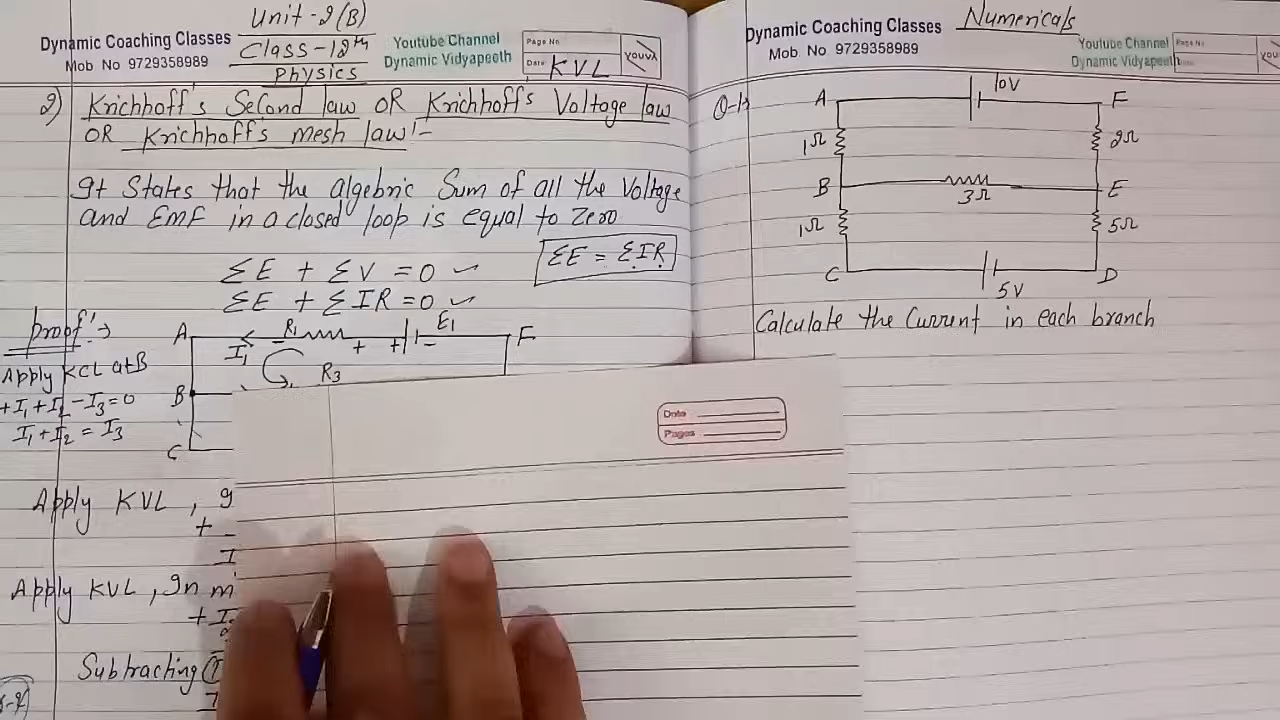 Unit-2(B)
Dynamic Coaching Classes
Mob. No 9729358989
Class-12th
Physics
Youtube Channel
Dynamic Vidyapeeth
Page No
Date KVL
YOUVA
2) Krichhoff's Second law OR Krichhoff's Voltage law
OR Krichhoff's mesh law:-
It States that the algebric Sum of all the Voltage
and EMF in a closed loop is equal to zero
ΣE + ΣV = 0
ΣE = ΣIR
ΣE + ΣIR = 0
proof:→
A R1 E1 F
I1 + + −
Apply KCL at B
R3
+I1+I2−I3=0
B
I1+I2 = I3
C
Apply KVL ,
+
I
Apply KVL , In m
+I
Subtracting
Date
Pages
Dynamic Coaching Classes
Mob. No 9729358989
Numericals
Youtube Channel
Dynamic Vidyapeeth
Page No
Q-1)
A 10V F
1Ω 2Ω
B 3Ω E
1Ω 5Ω
C 5V D
Calculate the Current in each branch